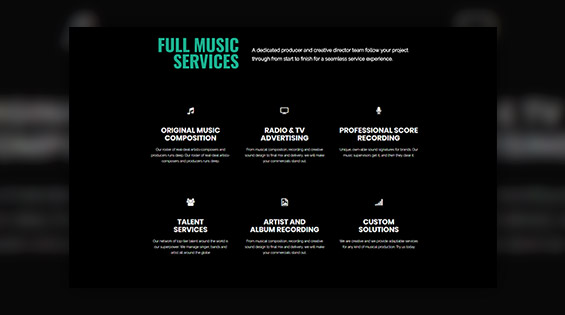 FULL MUSIC
SERVICES
A dedicated producer and creative director team follow your project
through from start to finish for a seamless service experience.
ORIGINAL MUSIC
COMPOSITION
Our roster of real-deal artists-composers and
producers runs deep. Our roster of real-deal artists-
composers and producers runs deep.
RADIO & TV
ADVERTISING
From musical composition, recording and creative
sound design to final mix and delivery, we will make
your commercials stand out.
PROFESSIONAL SCORE
RECORDING
Unique, own-able sound signatures for brands. Our
music supervisors get it, and then they clear it.
TALENT
SERVICES
Our network of top-tier talent around the world is
our superpower. We manage singer, bands and
artist all around the globe.
ARTIST AND
ALBUM RECORDING
From musical composition, recording and creative
sound design to final mix and delivery, we will make
your commercials stand out.
CUSTOM
SOLUTIONS
We are creative and we provide adaptable services
for any kind of musical production. Try us today.